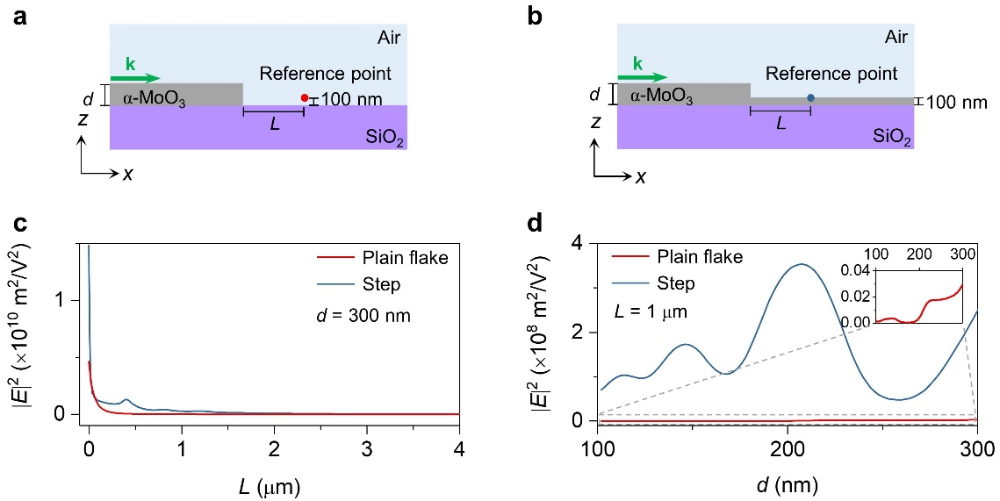 a
Air
k
Reference point
d
α-MoO3
100 nm
L
z
SiO2
x
b
Air
k
Reference point
d
α-MoO3
100 nm
L
z
SiO2
x
c
|E|2 (×1010 m2/V2)
1
0
Plain flake
Step
d = 300 nm
0 1 2 3 4
L (μm)
d
|E|2 (×108 m2/V2)
4
2
0
Plain flake
Step
L = 1 μm
100 200 300
0.04
0.02
0.00
100 200 300
d (nm)